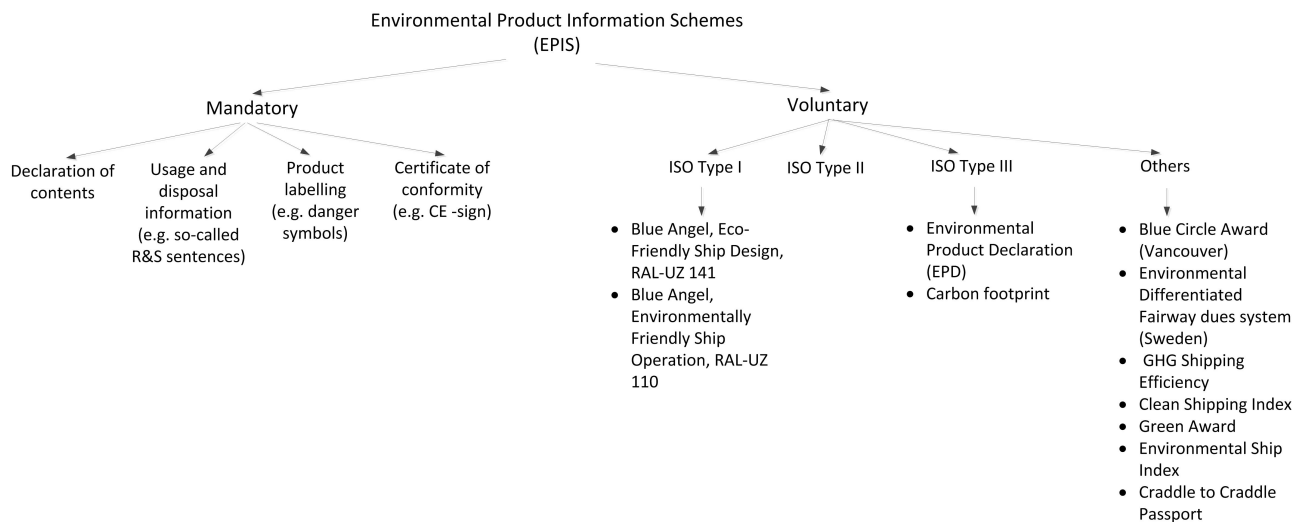 Environmental Product Information Schemes
(EPIS)
Mandatory
Voluntary
Declaration of
contents
Usage and
disposal
information
(e.g. so-called
R&S sentences)
Product
labelling
(e.g. danger
symbols)
Certificate of
conformity
(e.g. CE -sign)
ISO Type I
ISO Type II
ISO Type III
Others
● Blue Angel, Eco-
Friendly Ship Design,
RAL-UZ 141
● Blue Angel,
Environmentally
Friendly Ship
Operation, RAL-UZ
110
● Environmental
Product Declaration
(EPD)
● Carbon footprint
● Blue Circle Award
(Vancouver)
● Environmental
Differentiated
Fairway dues system
(Sweden)
● GHG Shipping
Efficiency
● Clean Shipping Index
● Green Award
● Environmental Ship
Index
● Craddle to Craddle
Passport